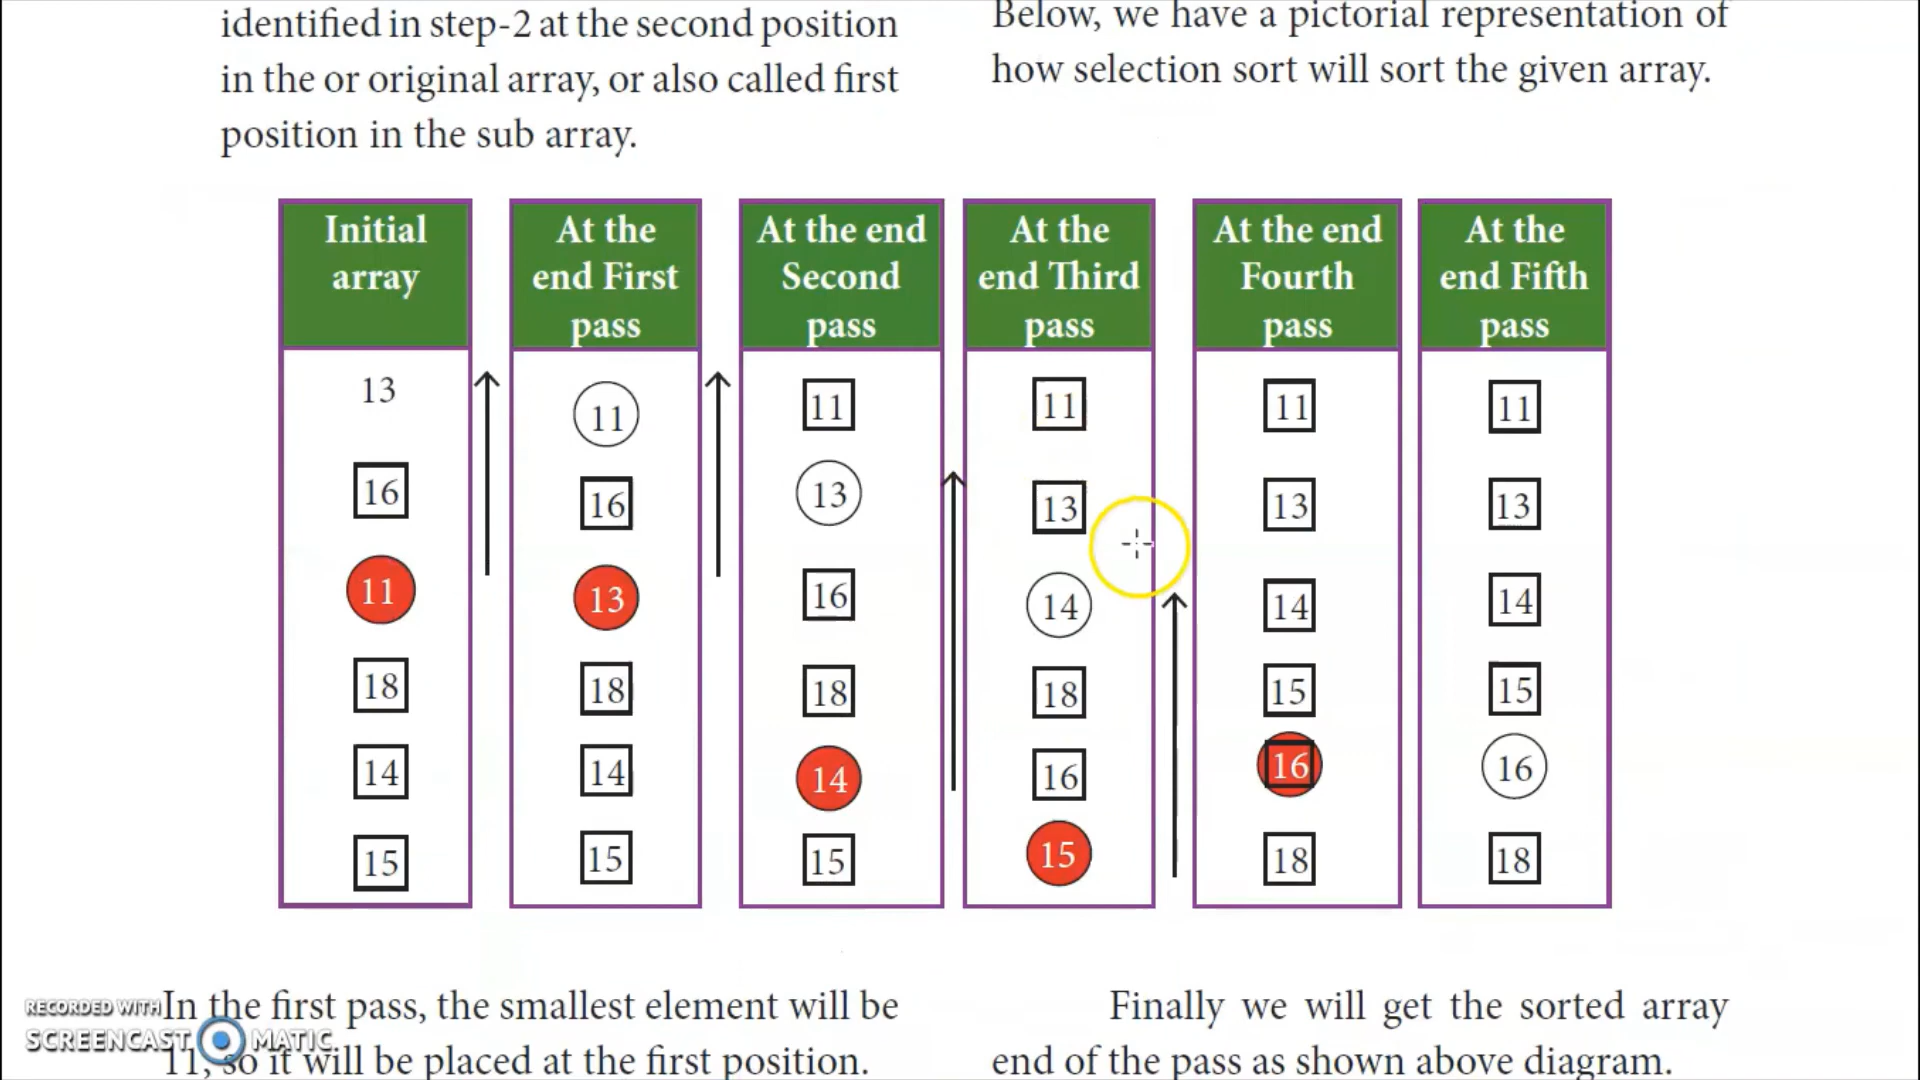 identified in step-2 at the second position
in the or original array, or also called first
position in the sub array.
Below, we have a pictorial representation of
how selection sort will sort the given array.
Initial
array
13
16
11
18
14
15
At the
end First
pass
11
16
13
18
14
15
At the end
Second
pass
11
13
16
18
14
15
At the
end Third
pass
11
13
14
18
16
15
At the end
Fourth
pass
11
13
14
15
16
18
At the
end Fifth
pass
11
13
14
15
16
18
In the first pass, the smallest element will be
11, so it will be placed at the first position.
Finally we will get the sorted array
end of the pass as shown above diagram.
RECORDED WITH
SCREENCAST MATIC